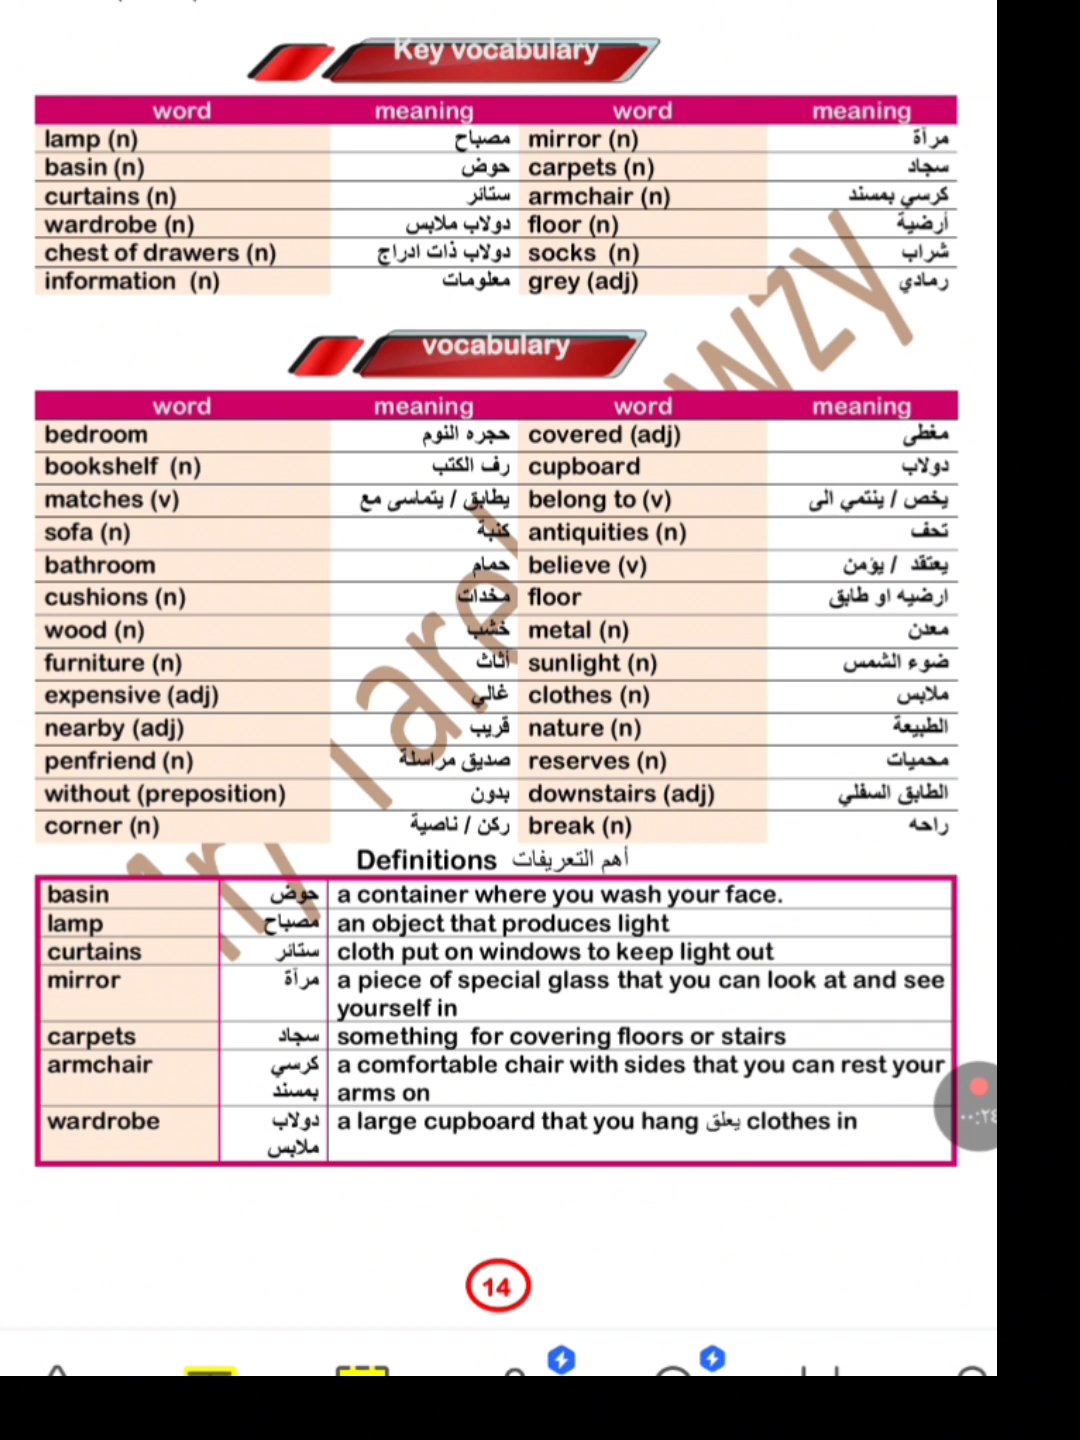 Key vocabulary
word meaning word meaning
lamp (n) مصباح mirror (n) مرآة
basin (n) حوض carpets (n) سجاد
curtains (n) ستائر armchair (n) كرسي بمسند
wardrobe (n) دولاب ملابس floor (n) أرضية
chest of drawers (n) دولاب ذات ادراج socks (n) شراب
information (n) معلومات grey (adj) رمادي
vocabulary
word meaning word meaning
bedroom حجره النوم covered (adj) مغطى
bookshelf (n) رف الكتب cupboard دولاب
matches (v) يطابق / يتماسى مع belong to (v) يخص / ينتمي الى
sofa (n) كنبة antiquities (n) تحف
bathroom حمام believe (v) يعتقد / يؤمن
cushions (n) مخدات floor ارضيه او طابق
wood (n) خشب metal (n) معدن
furniture (n) أثاث sunlight (n) ضوء الشمس
expensive (adj) غالي clothes (n) ملابس
nearby (adj) قريب nature (n) الطبيعة
penfriend (n) صديق مراسلة reserves (n) محميات
without (preposition) بدون downstairs (adj) الطابق السفلي
corner (n) ركن / ناصية break (n) راحه
Definitions أهم التعريفات
basin حوض a container where you wash your face.
lamp مصباح an object that produces light
curtains ستائر cloth put on windows to keep light out
mirror مرآة a piece of special glass that you can look at and see
yourself in
carpets سجاد something for covering floors or stairs
armchair كرسي a comfortable chair with sides that you can rest your
بمسند arms on
wardrobe دولاب a large cupboard that you hang يعلق clothes in
ملابس
٠٠:٢٤
14